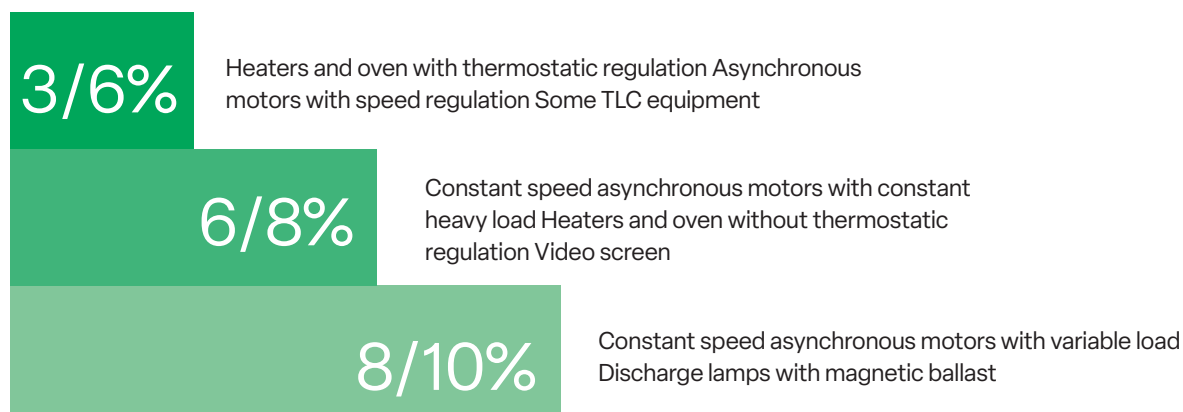 3/6%
Heaters and oven with thermostatic regulation Asynchronous
motors with speed regulation Some TLC equipment
6/8%
Constant speed asynchronous motors with constant
heavy load Heaters and oven without thermostatic
regulation Video screen
8/10%
Constant speed asynchronous motors with variable load
Discharge lamps with magnetic ballast